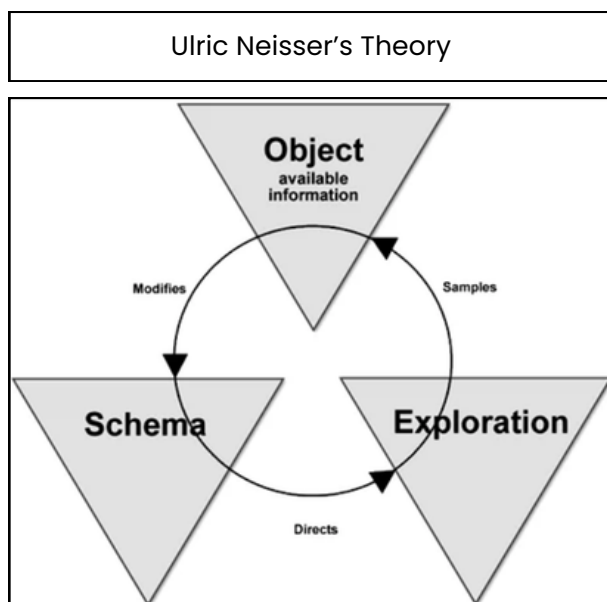 Ulric Neisser’s Theory
Object
available
information
Modifies
Samples
Schema
Exploration
Directs